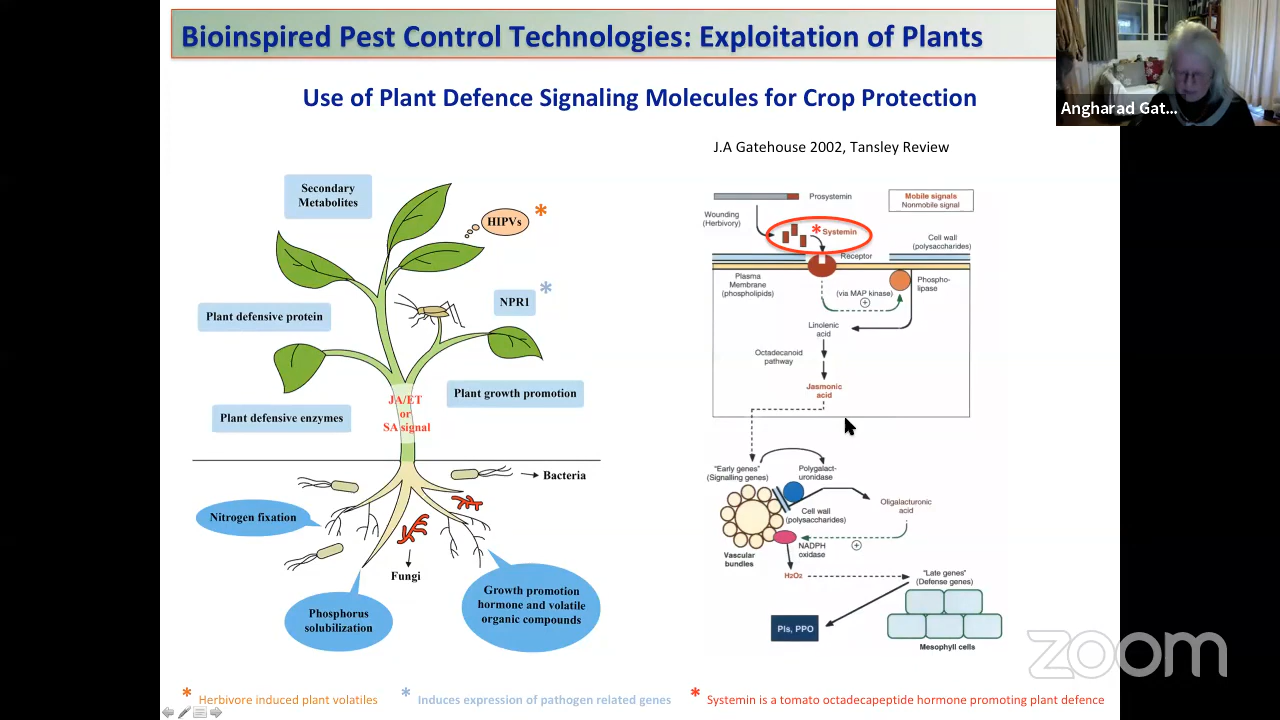 Bioinspired Pest Control Technologies: Exploitation of Plants
Angharad Gat...
Use of Plant Defence Signaling Molecules for Crop Protection
J.A Gatehouse 2002, Tansley Review
Secondary
Metabolites
HIPVs *
NPR1 *
Plant defensive protein
Plant growth promotion
Plant defensive enzymes
JA/ET
or
SA signal
Bacteria
Nitrogen fixation
Fungi
Phosphorus
solubilization
Growth promotion
hormone and volatile
organic compounds
Prosystemin
Mobile signals
Nonmobile signal
Wounding
(Herbivory)
* Systemin
Cell wall
(polysaccharides)
Receptor
Plasma
Membrane
(phospholipids)
(via MAP kinase)
+
Phospho-
lipase
Linolenic
acid
Octadecanoid
pathway
Jasmonic
acid
"Early genes"
(Signalling genes)
Polygalact-
uronidase
Oligalacturonic
acid
Cell wall
(polysaccharides)
NADPH
oxidase
+
Vascular
bundles
H2O2
"Late genes"
(Defense genes)
PIs, PPO
Mesophyll cells
zoom
* Herbivore induced plant volatiles
* Induces expression of pathogen related genes
* Systemin is a tomato octadecapeptide hormone promoting plant defence